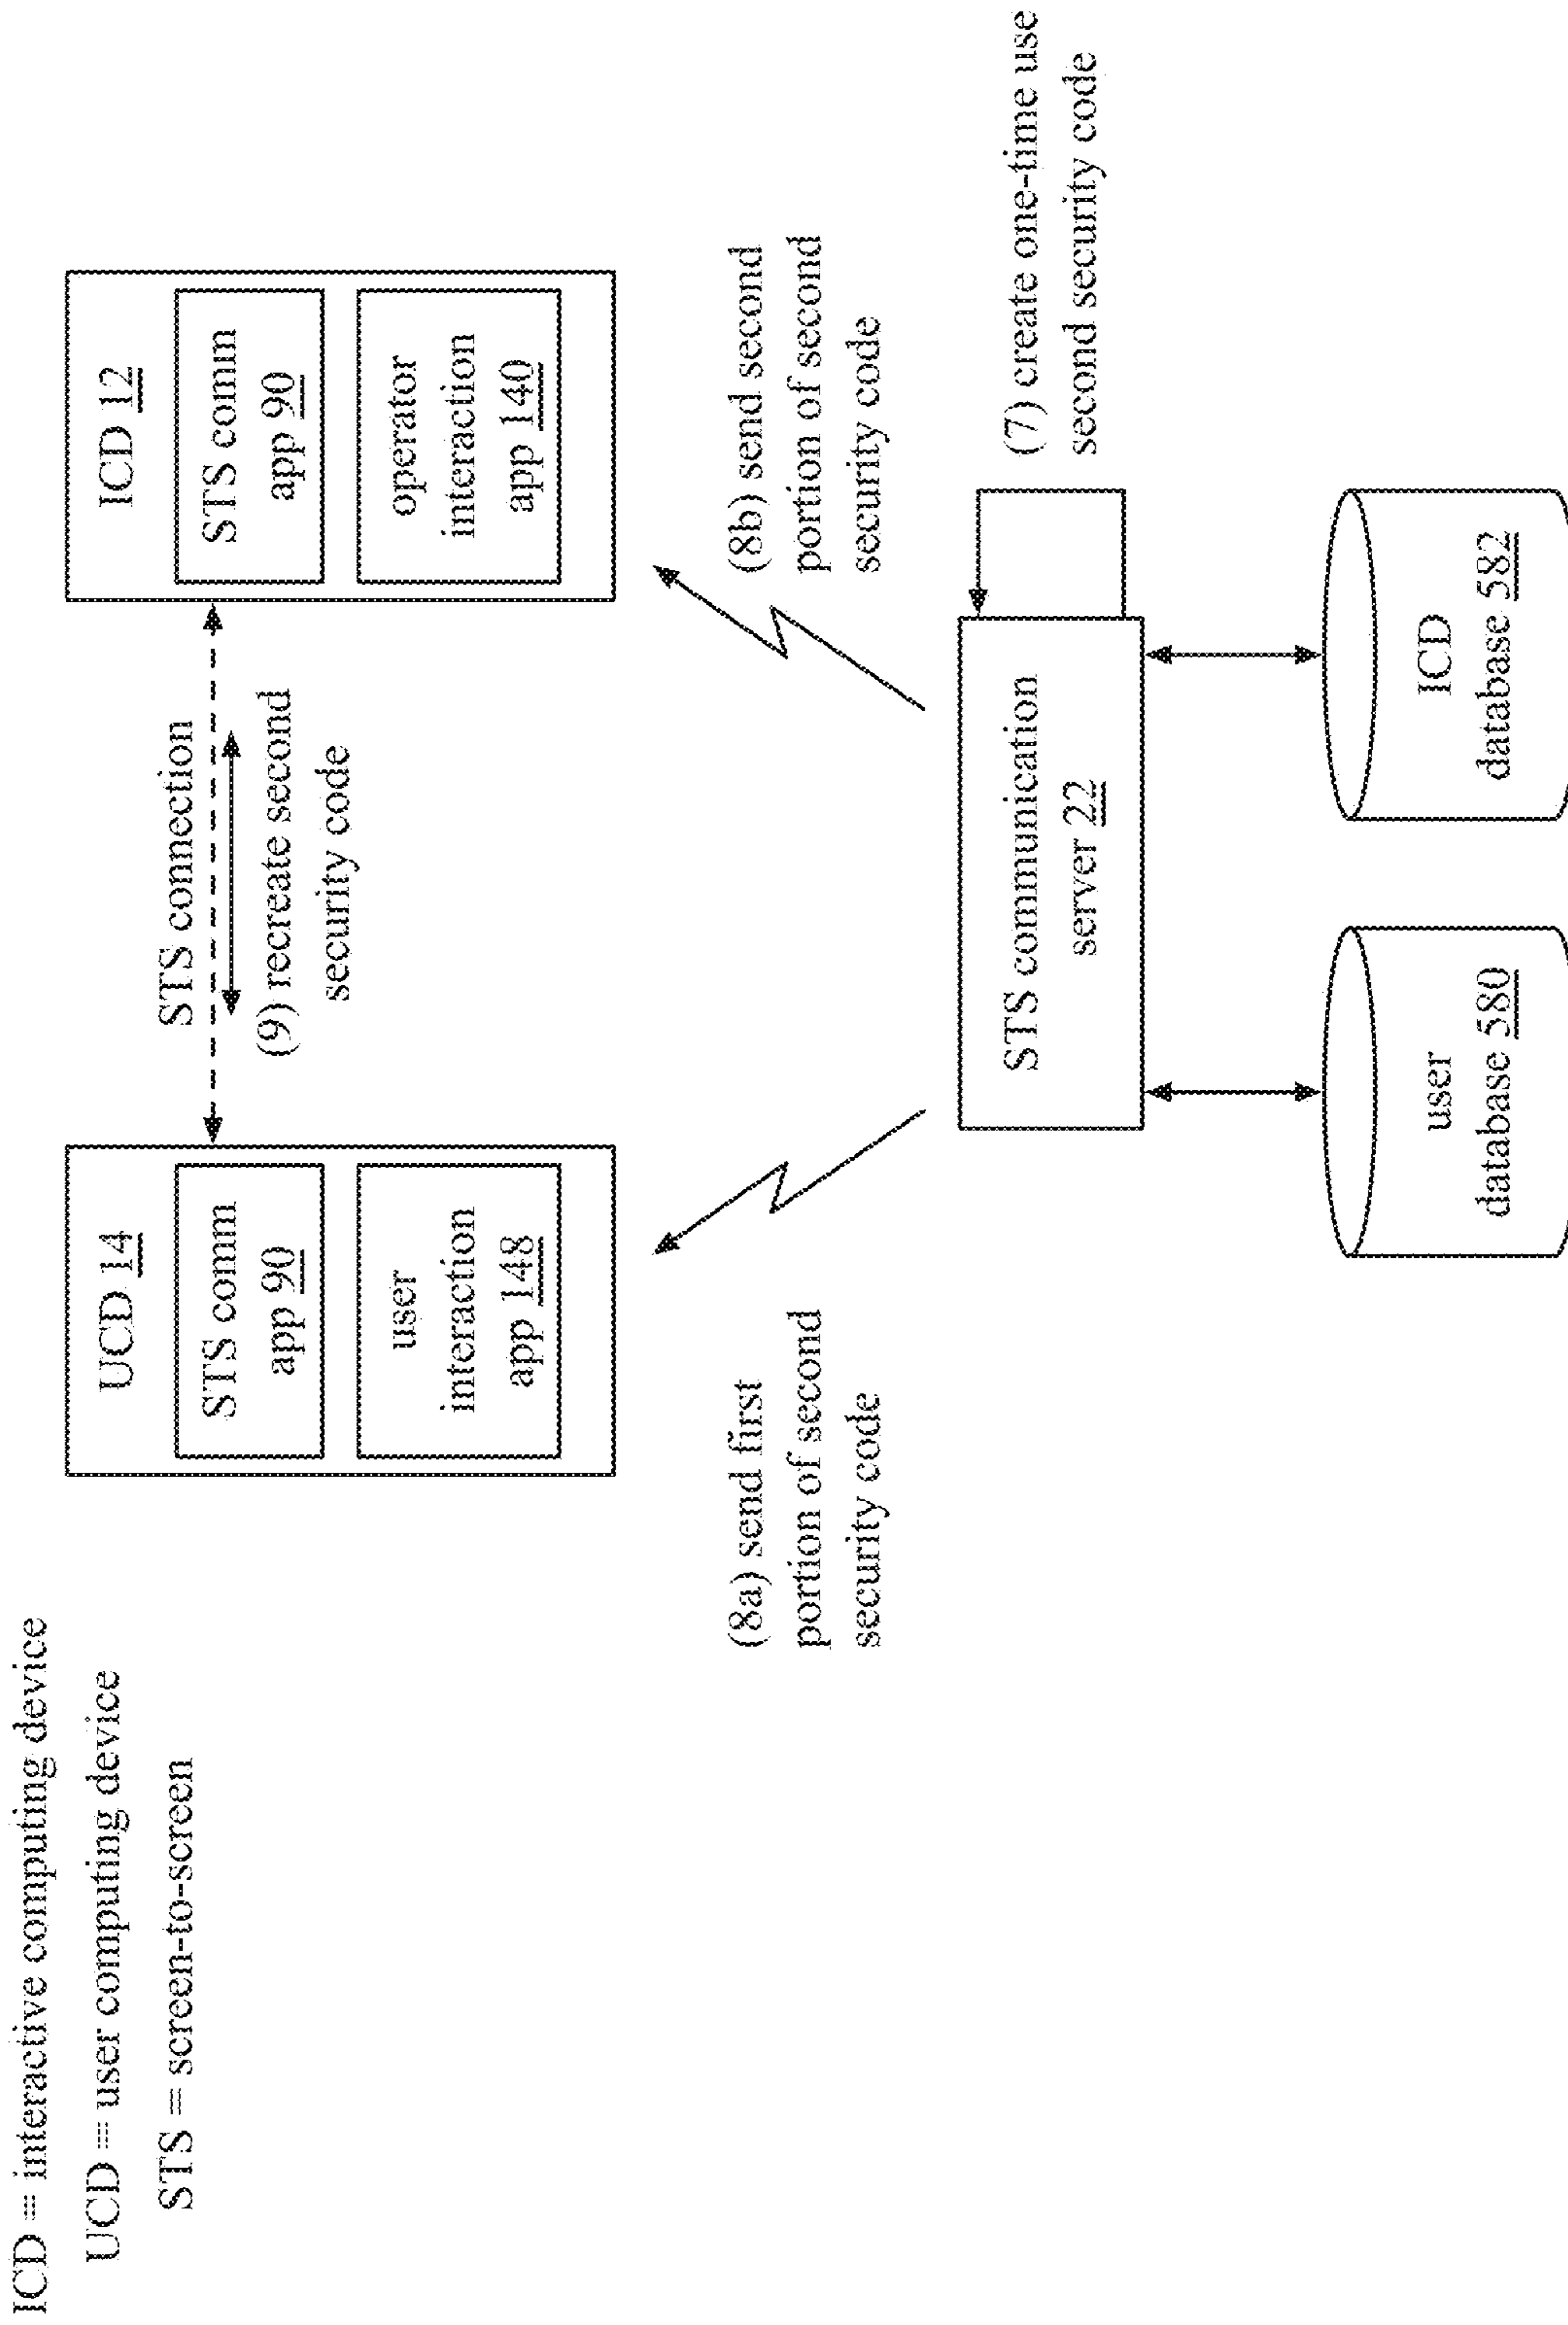 ICD = interactive computing device
UCD = user computing device
STS = screen-to-screen
UCD 14
STS comm
app 90
user
interaction
app 148
STS connection
(9) recreate second
security code
ICD 12
STS comm
app 90
operator
interaction
app 140
(8a) send first
portion of second
security code
(8b) send second
portion of second
security code
STS communication
server 22
(7) create one-time use
second security code
user
database 580
ICD
database 582